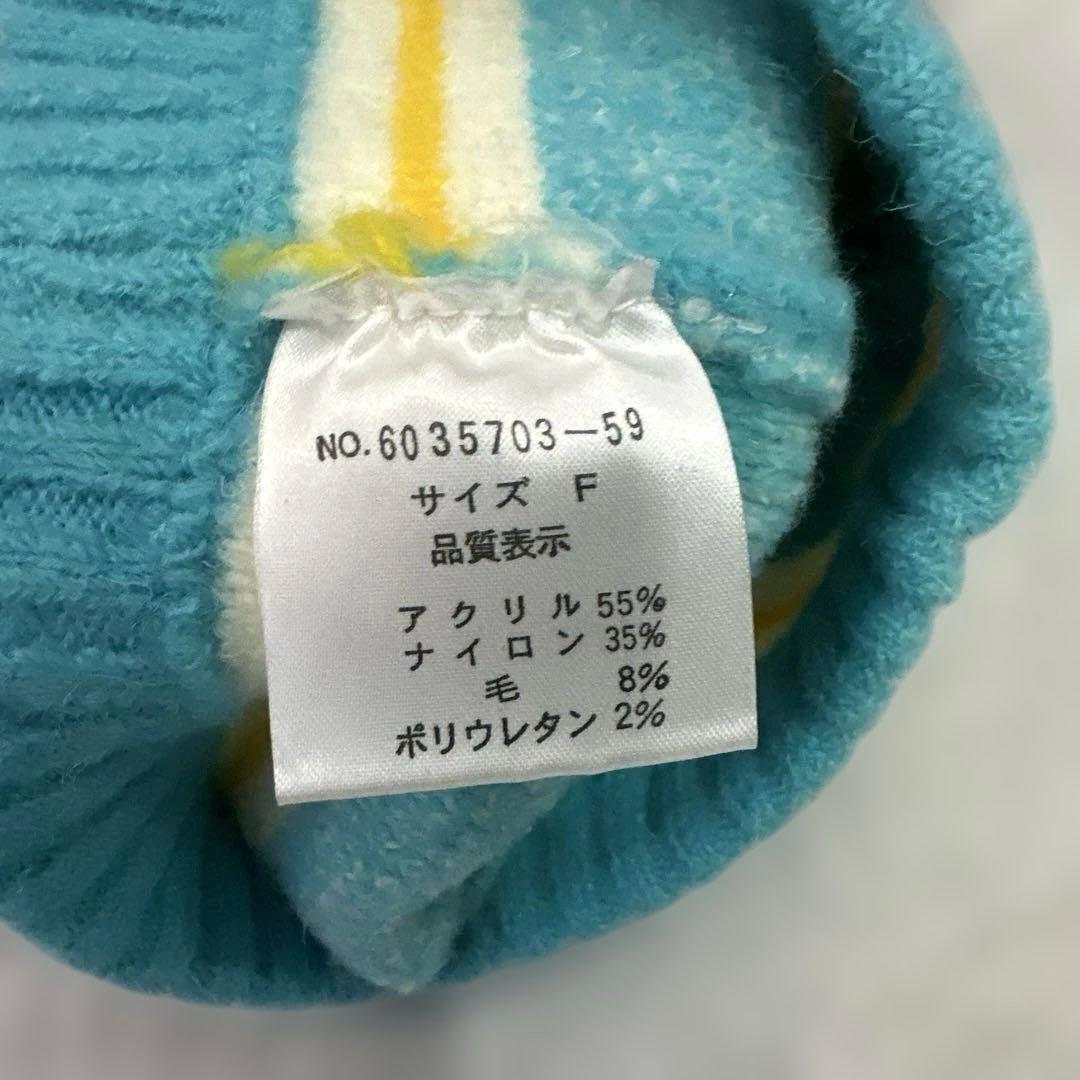 NO.6035703-59
サイズ F
品質表示
アクリル 55%
ナイロン 35%
毛 8%
ポリウレタン 2%